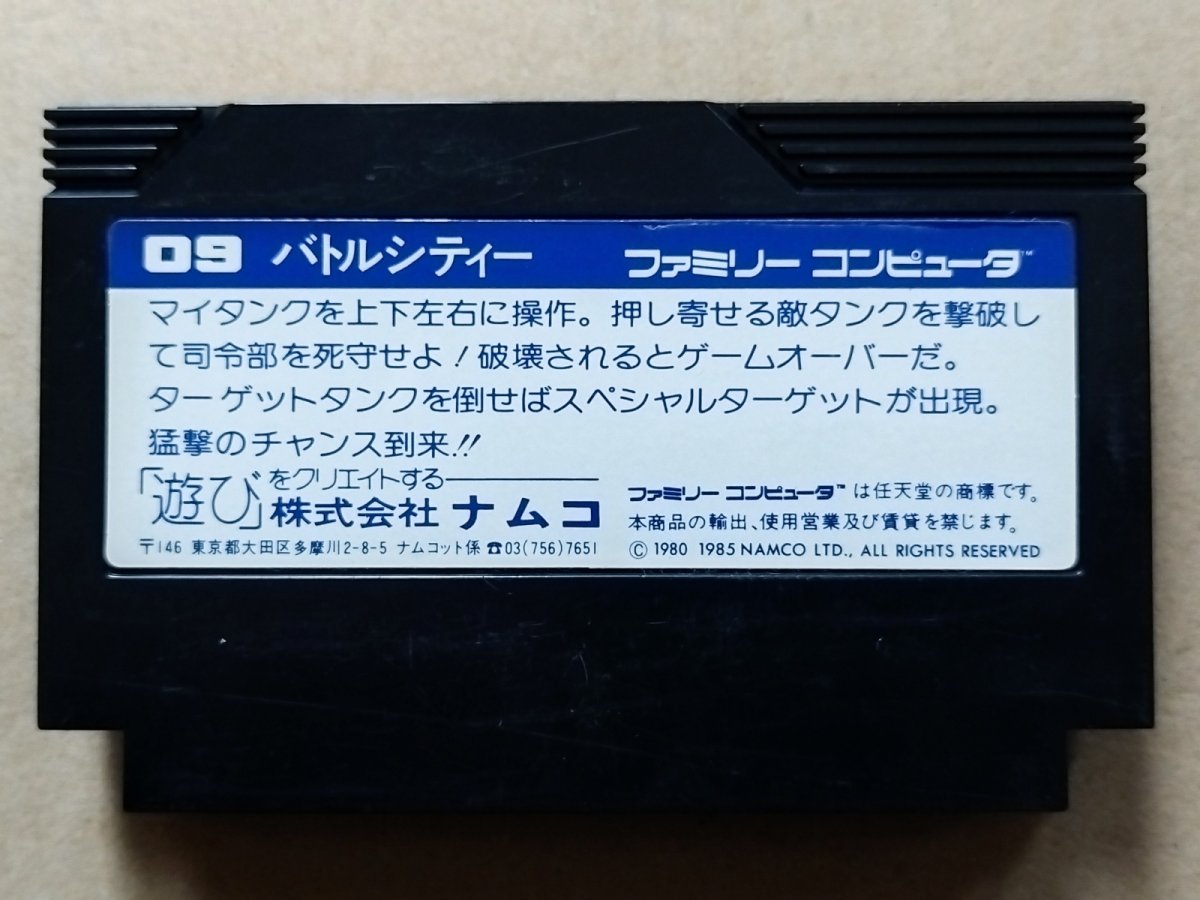 09 バトルシティー ファミリー コンピュータ™
マイタンクを上下左右に操作。押し寄せる敵タンクを撃破し
て司令部を死守せよ！破壊されるとゲームオーバーだ。
ターゲットタンクを倒せばスペシャルターゲットが出現。
猛撃のチャンス到来!!
「遊び」をクリエイトする
株式会社 ナムコ
〒146 東京都大田区多摩川2-8-5 ナムコット係 ☎03(756)7651
ファミリー コンピュータ™ は任天堂の商標です。
本商品の輸出、使用営業及び賃貸を禁じます。
© 1980 1985 NAMCO LTD., ALL RIGHTS RESERVED